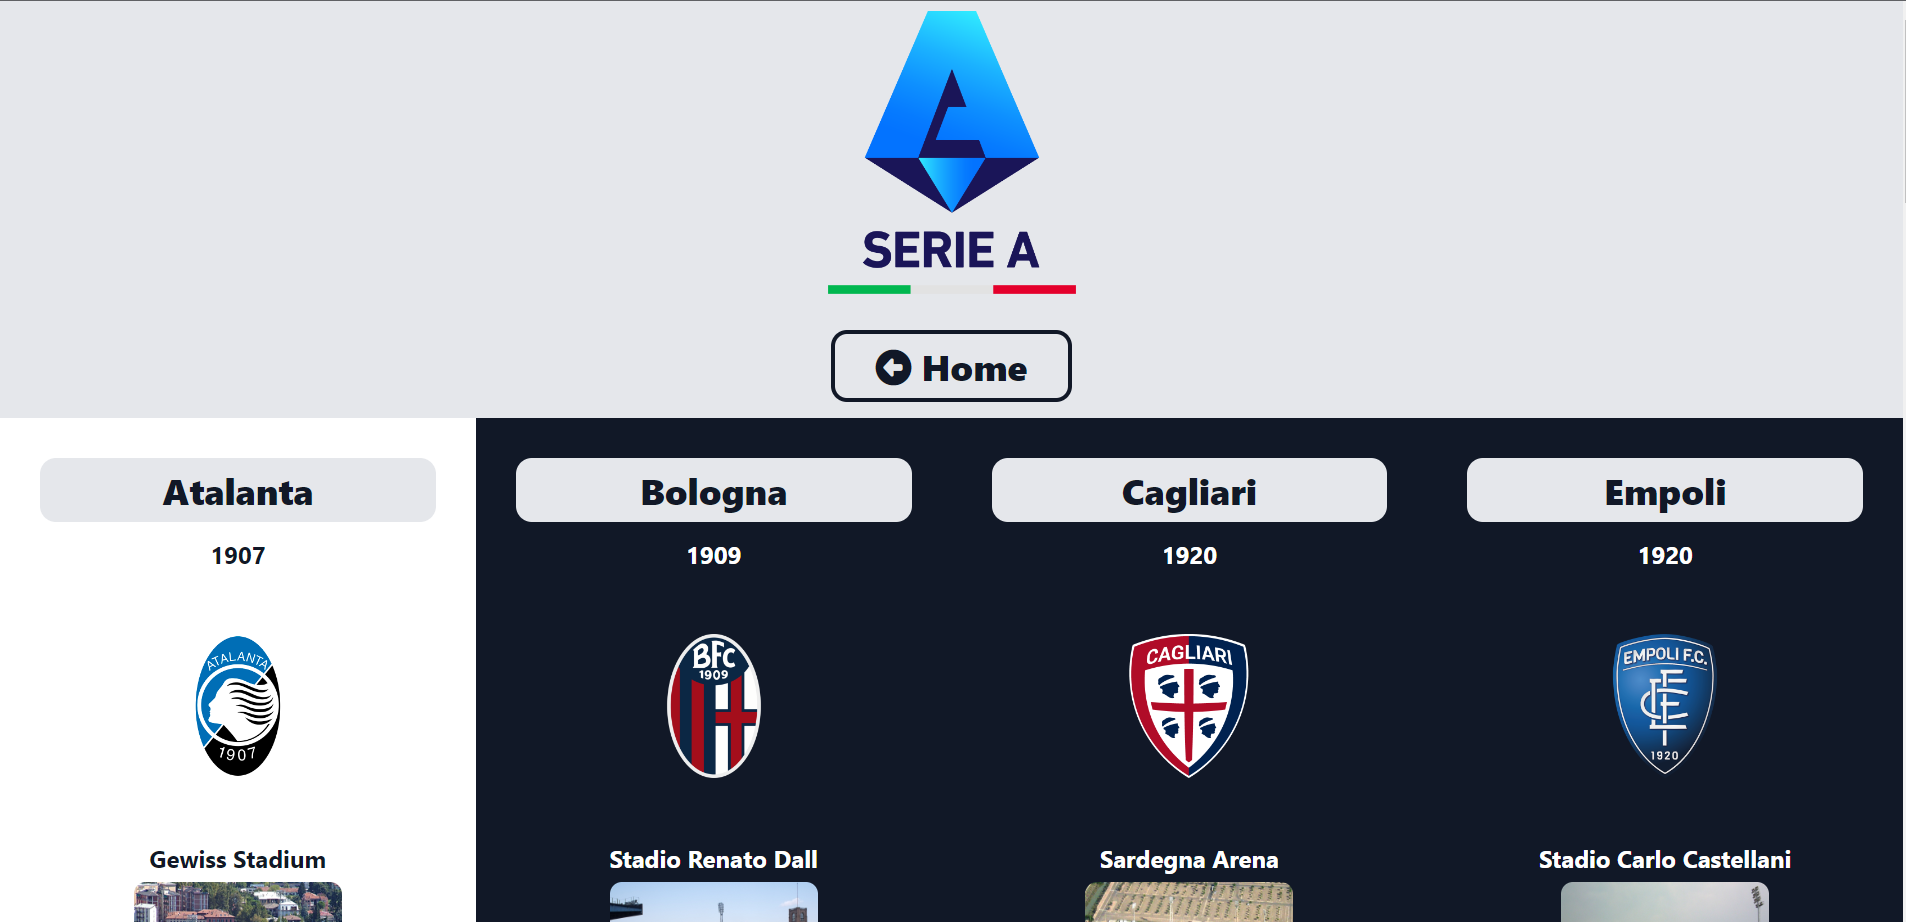 SERIE A
Home
Atalanta
Bologna
Cagliari
Empoli
1907
1909
1920
1920
ATALANTA
1907
BFC
1909
CAGLIARI
EMPOLI F.C.
1920
Gewiss Stadium
Stadio Renato Dall
Sardegna Arena
Stadio Carlo Castellani